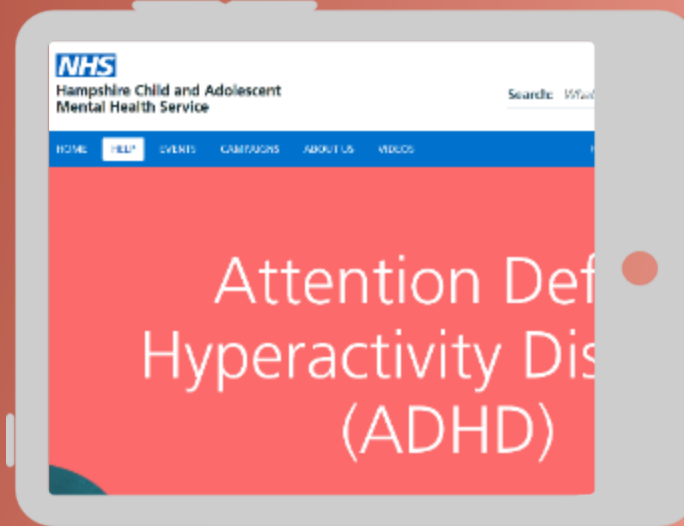 NHS
Hampshire Child and Adolescent
Mental Health Service
Search:
HOME HELP EVENTS CAMPAIGNS ABOUT US VIDEOS
Attention Def
Hyperactivity Dis
(ADHD)